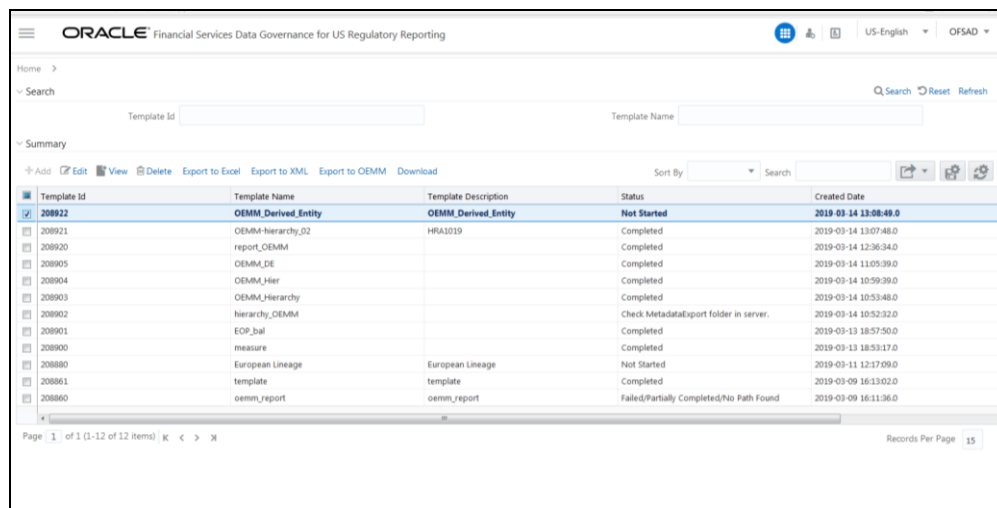 ORACLE® Financial Services Data Governance for US Regulatory Reporting US-English OFSAD
Home >
Search Search Reset Refresh
Template Id Template Name
Summary
Add Edit View Delete Export to Excel Export to XML Export to OEMM Download Sort By Search
Template Id Template Name Template Description Status Created Date
208922 OEMM_Derived_Entity OEMM_Derived_Entity Not Started 2019-03-14 13:08:49.0
208921 OEMM-hierarchy_02 HRA1019 Completed 2019-03-14 13:07:48.0
208920 report_OEMM Completed 2019-03-14 12:36:34.0
208905 OEMM_DE Completed 2019-03-14 11:05:39.0
208904 OEMM_Hier Completed 2019-03-14 10:59:39.0
208903 OEMM_Hierarchy Completed 2019-03-14 10:53:48.0
208902 hierarchy_OEMM Check MetadataExport folder in server. 2019-03-14 10:52:32.0
208901 EOP_bal Completed 2019-03-13 18:57:50.0
208900 measure Completed 2019-03-13 18:53:17.0
208880 European Lineage European Lineage Not Started 2019-03-11 12:17:09.0
208861 template template Completed 2019-03-09 16:13:02.0
208860 oemm_report oemm_report Failed/Partially Completed/No Path Found 2019-03-09 16:11:36.0
Page 1 of 1 (1-12 of 12 items) Records Per Page 15